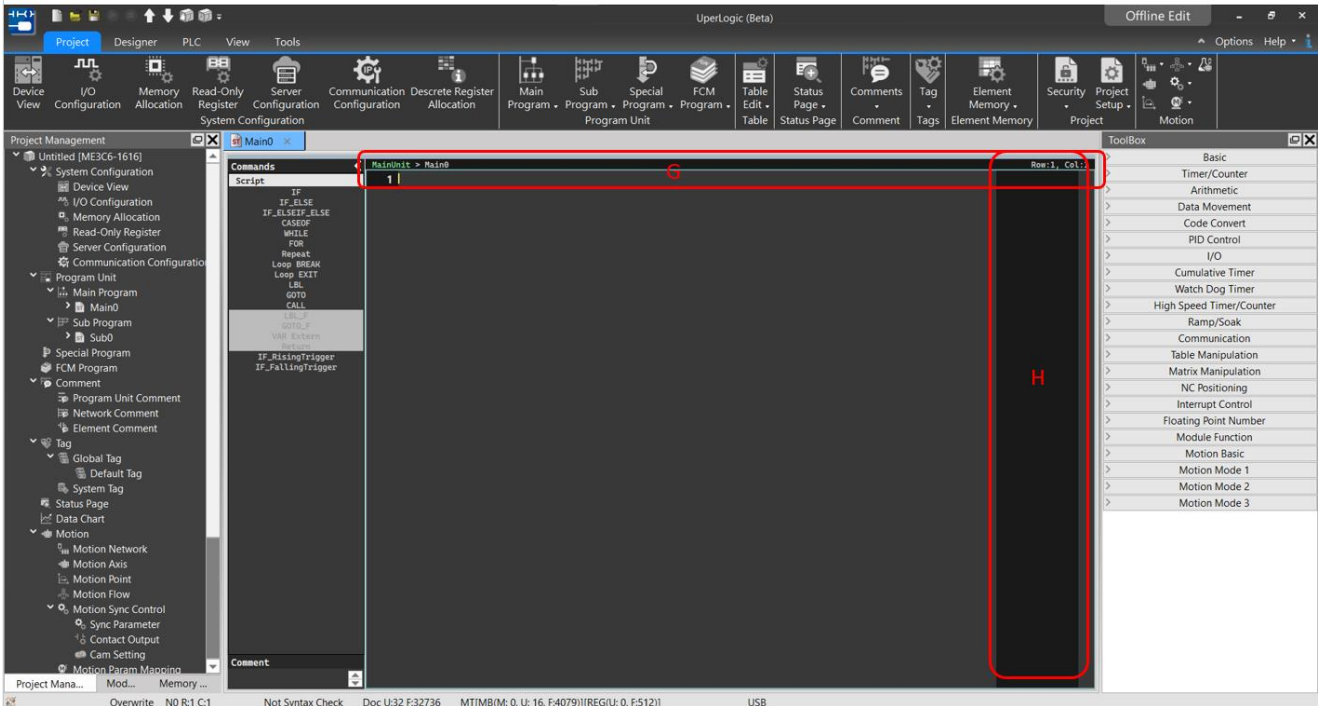 UperLogic (Beta)
Offline Edit
Project Designer PLC View Tools
Options Help
Device View
I/O Configuration
Memory Allocation
Read-Only Register
Server Configuration
Communication Configuration
Descrete Register Allocation
System Configuration
Main Program
Sub Program
Special Program
FCM Program
Program Unit
Table Edit
Table
Status Page
Status Page
Comments
Comment
Tag
Tags
Element Memory
Element Memory
Security
Project Setup
Project
Motion
Project Management
Untitled [ME3C6-1616]
System Configuration
Device View
I/O Configuration
Memory Allocation
Read-Only Register
Server Configuration
Communication Configuratio
Program Unit
Main Program
Main0
Sub Program
Sub0
Special Program
FCM Program
Comment
Program Unit Comment
Network Comment
Element Comment
Tag
Global Tag
Default Tag
System Tag
Status Page
Data Chart
Motion
Motion Network
Motion Axis
Motion Point
Motion Flow
Motion Sync Control
Sync Parameter
Contact Output
Cam Setting
Motion Param Mapping
Project Mana... Mod... Memory ...
Main0
Commands
Script
IF
IF_ELSE
IF_ELSEIF_ELSE
CASEOF
WHILE
FOR
Repeat
Loop BREAK
Loop EXIT
LBL
GOTO
CALL
LBL_F
GOTO_F
VAR Extern
Return
IF_RisingTrigger
IF_FallingTrigger
Comment
MainUnit > Main0
Row:1, Col:
1
G
H
ToolBox
Basic
Timer/Counter
Arithmetic
Data Movement
Code Convert
PID Control
I/O
Cumulative Timer
Watch Dog Timer
High Speed Timer/Counter
Ramp/Soak
Communication
Table Manipulation
Matrix Manipulation
NC Positioning
Interrupt Control
Floating Point Number
Module Function
Motion Basic
Motion Mode 1
Motion Mode 2
Motion Mode 3
Overwrite N0 R:1 C:1 Not Syntax Check Doc U:32 F:32736 MT[MB(M: 0, U: 16, F:4079)][REG(U: 0, F:512)] USB